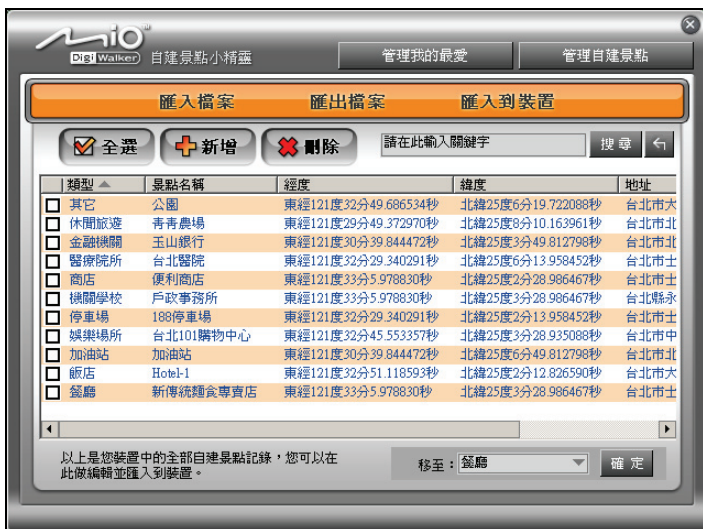 Mio
DigiWalker 自建景點小精靈 管理我的最愛 管理自建景點
匯入檔案 匯出檔案 匯入到裝置
全選 新增 刪除 請在此輸入關鍵字 搜尋
類型 景點名稱 經度 緯度 地址
其它 公園 東經121度32分49.686534秒 北緯25度6分19.722088秒 台北市大
休閒旅遊 青青農場 東經121度29分49.372970秒 北緯25度8分10.163961秒 台北市北
金融機關 玉山銀行 東經121度30分39.844472秒 北緯25度3分49.812798秒 台北市北
醫療院所 台北醫院 東經121度32分29.340291秒 北緯25度6分13.958452秒 台北市士
商店 便利商店 東經121度33分5.978830秒 北緯25度2分28.986467秒 台北市士
機關學校 戶政事務所 東經121度33分5.978830秒 北緯25度3分28.986467秒 台北縣永
停車場 188停車場 東經121度32分29.340291秒 北緯25度2分13.958452秒 台北市士
娛樂場所 台北101購物中心 東經121度32分45.553357秒 北緯25度3分28.935088秒 台北市中
加油站 加油站 東經121度30分39.844472秒 北緯25度6分49.812798秒 台北市北
飯店 Hotel-1 東經121度32分51.118593秒 北緯25度2分12.826590秒 台北市大
餐廳 新傳統麵食專賣店 東經121度33分5.978830秒 北緯25度3分28.986467秒 台北市士
以上是您裝置中的全部自建景點記錄，您可以在
此做編輯並匯入到裝置。
移至：餐廳 確定